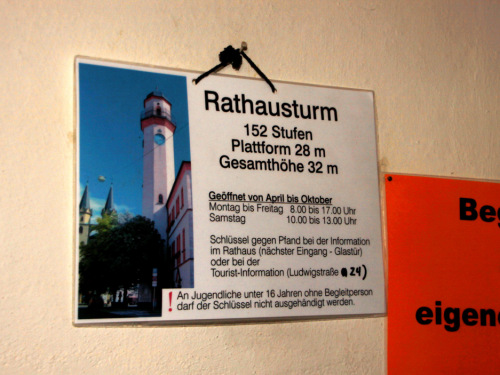 Rathausturm
152 Stufen
Plattform 28 m
Gesamthöhe 32 m
Geöffnet von April bis Oktober
Montag bis Freitag 8.00 bis 17.00 Uhr
Samstag 10.00 bis 13.00 Uhr
Schlüssel gegen Pfand bei der Information
im Rathaus (nächster Eingang - Glastür)
oder bei der
Tourist-Information (Ludwigstraße 24)
! An Jugendliche unter 16 Jahren ohne Begleitperson
darf der Schlüssel nicht ausgehändigt werden.
Beg
eigen